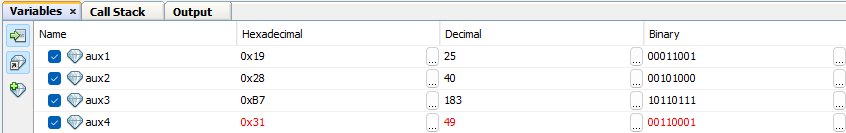 Variables × Call Stack Output
Name Hexadecimal Decimal Binary
aux1 0x19 ... 25 ... 00011001 ...
aux2 0x28 ... 40 ... 00101000 ...
aux3 0xB7 ... 183 ... 10110111 ...
aux4 0x31 ... 49 ... 00110001 ...